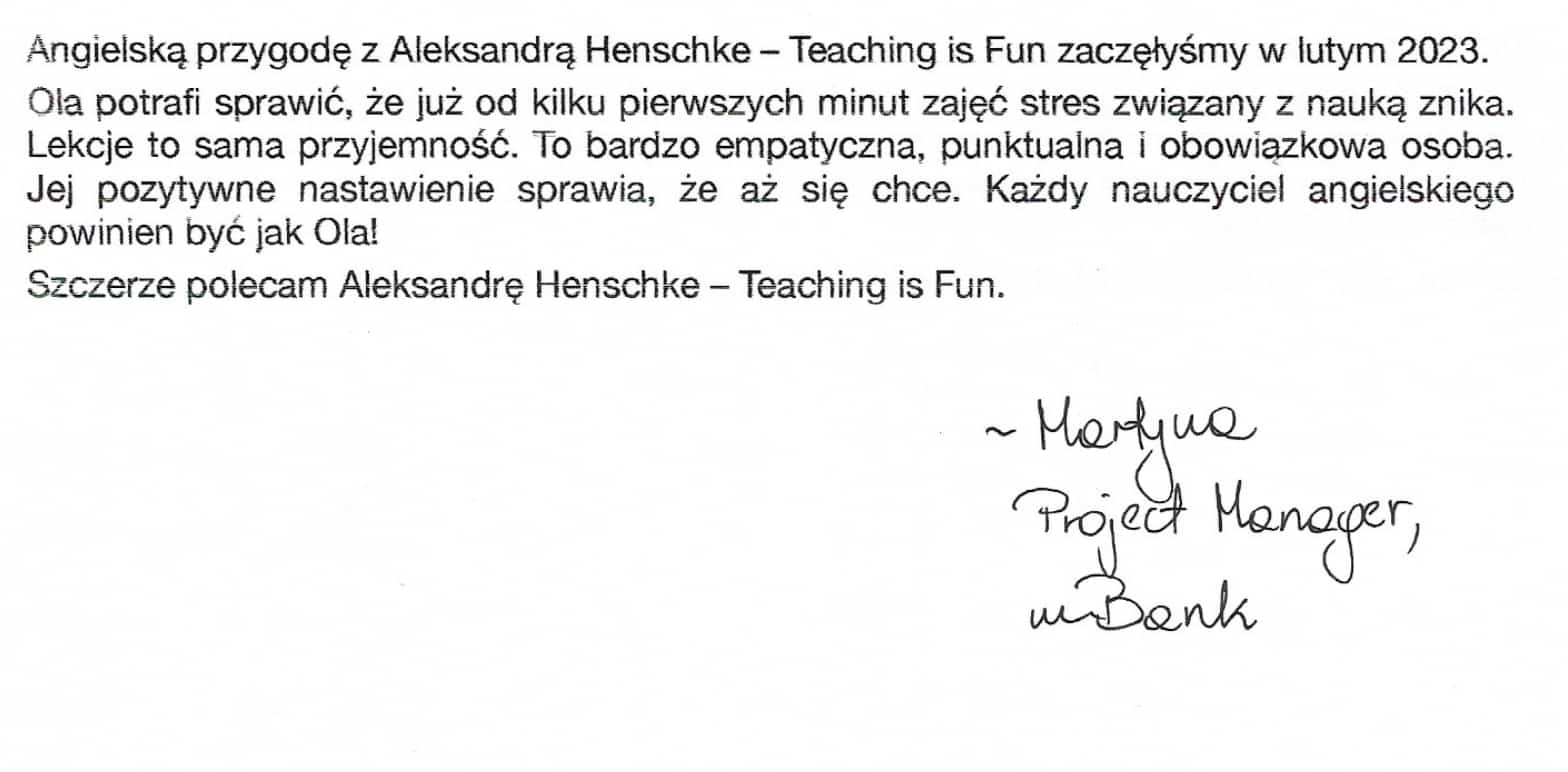 Angielską przygodę z Aleksandrą Henschke – Teaching is Fun zaczęłyśmy w lutym 2023.
Ola potrafi sprawić, że już od kilku pierwszych minut zajęć stres związany z nauką znika.
Lekcje to sama przyjemność. To bardzo empatyczna, punktualna i obowiązkowa osoba.
Jej pozytywne nastawienie sprawia, że aż się chce. Każdy nauczyciel angielskiego
powinien być jak Ola!
Szczerze polecam Aleksandrę Henschke – Teaching is Fun.
~ Martyna
Project Manager,
mBank